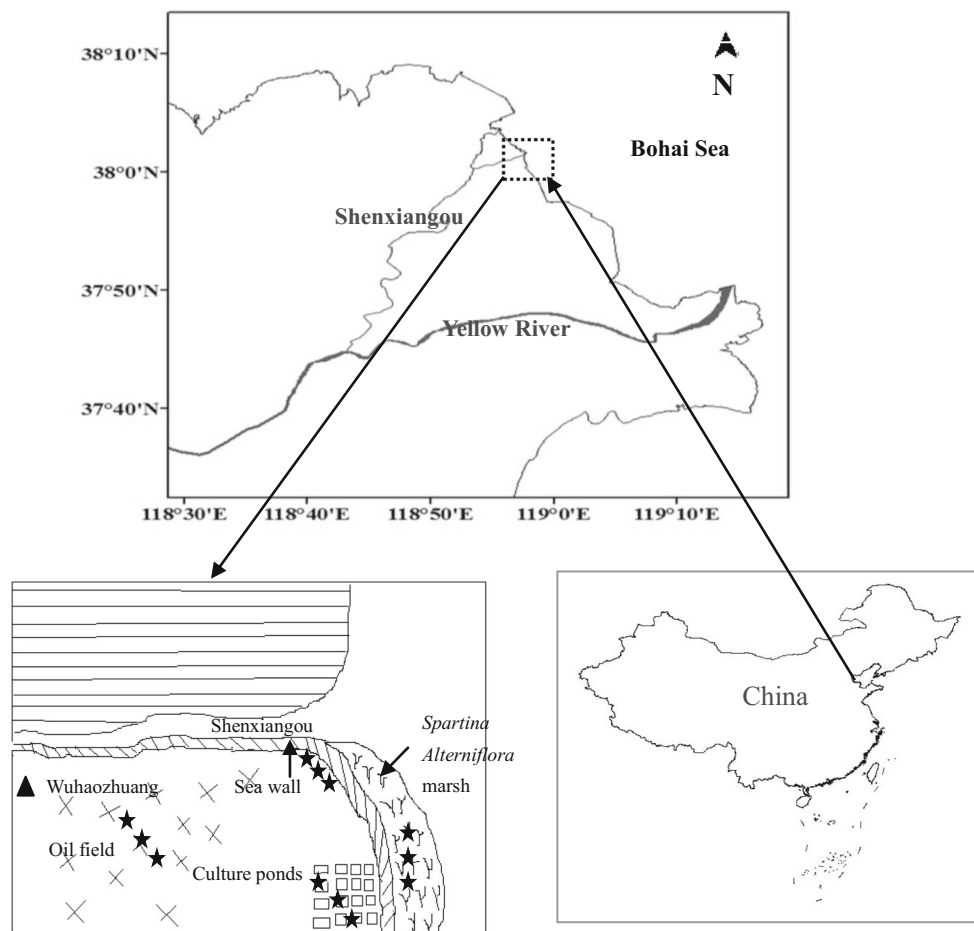 38°10'N
N
Bohai Sea
38°0'N
Shenxiangou
37°50'N
Yellow River
37°40'N
118°30'E 118°40'E 118°50'E 119°0'E 119°10'E
China
Shenxiangou
Spartina
Alterniflora
marsh
Wuhaozhuang
Sea wall
Oil field
Culture ponds